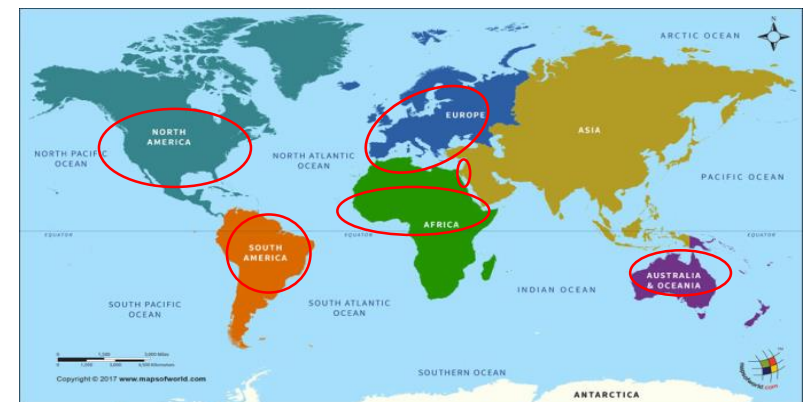 N
ARCTIC OCEAN
EUROPE
NORTH
AMERICA
ASIA
NORTH PACIFIC
OCEAN
NORTH ATLANTIC
OCEAN
PACIFIC OCEAN
AFRICA
EQUATOR
EQUATOR
EQUATOR
SOUTH
AMERICA
AUSTRALIA
& OCEANIA
INDIAN OCEAN
SOUTH PACIFIC
OCEAN
SOUTH ATLANTIC
OCEAN
SOUTHERN OCEAN
Copyright © 2017 www.mapsofworld.com
mapsofworld.com
ANTARCTICA